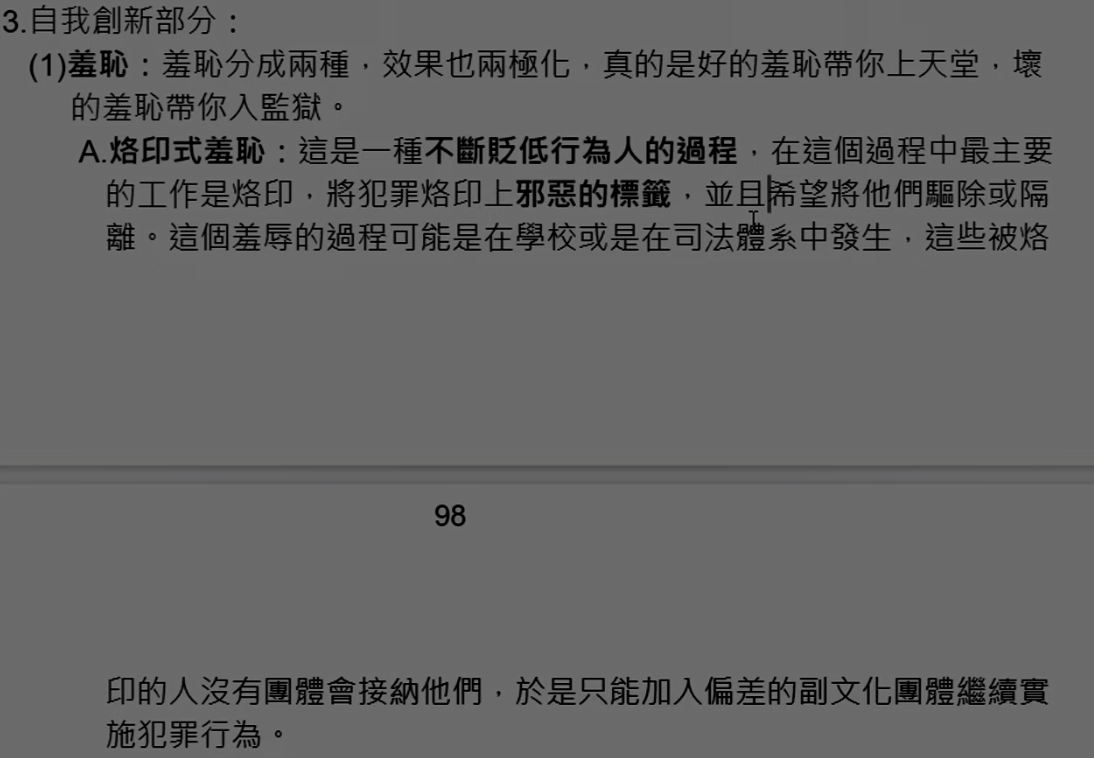 3.自我創新部分：
(1)羞恥：羞恥分成兩種，效果也兩極化，真的是好的羞恥帶你上天堂，壞
的羞恥帶你入監獄。
A.烙印式羞恥：這是一種不斷貶低行為人的過程，在這個過程中最主要
的工作是烙印，將犯罪烙印上邪惡的標籤，並且希望將他們驅除或隔
離。這個羞辱的過程可能是在學校或是在司法體系中發生，這些被烙
98
印的人沒有團體會接納他們，於是只能加入偏差的副文化團體繼續實
施犯罪行為。